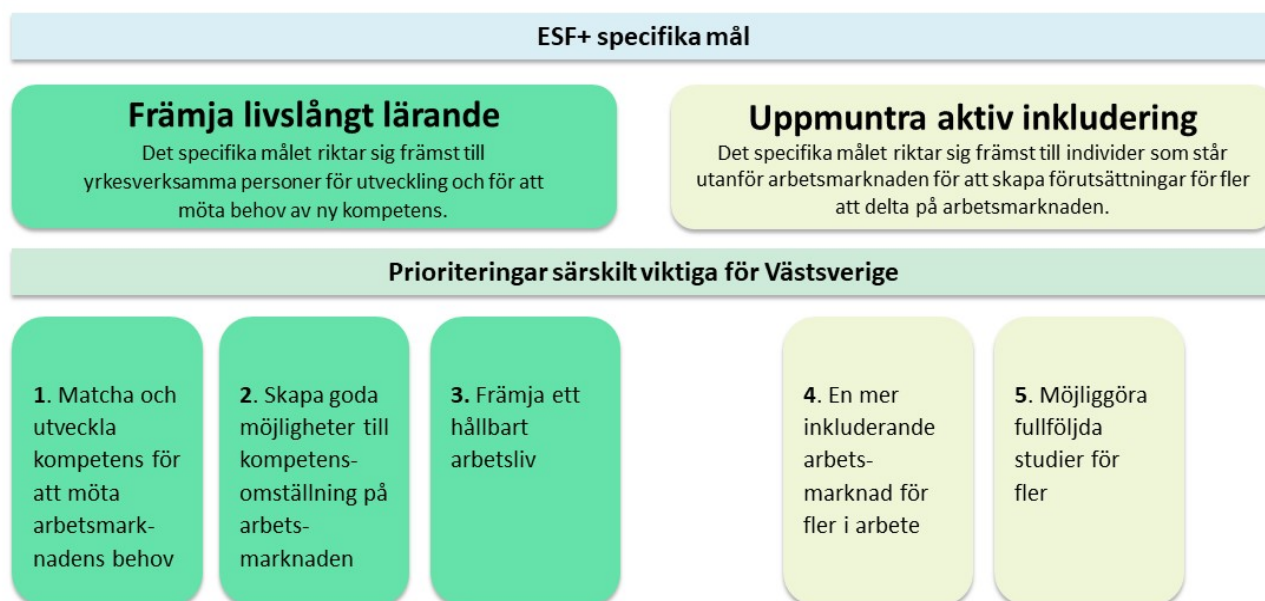 ESF+ specifika mål
Främja livslångt lärande
Det specifika målet riktar sig främst till
yrkesverksamma personer för utveckling och för att
möta behov av ny kompetens.
Uppmuntra aktiv inkludering
Det specifika målet riktar sig främst till individer som står
utanför arbetsmarknaden för att skapa förutsättningar för fler
att delta på arbetsmarknaden.
Prioriteringar särskilt viktiga för Västsverige
1. Matcha och
utveckla
kompetens för
att möta
arbetsmark-
nadens behov
2. Skapa goda
möjligheter till
kompetens-
omställning på
arbets-
marknaden
3. Främja ett
hållbart
arbetsliv
4. En mer
inkluderande
arbets-
marknad för
fler i arbete
5. Möjliggöra
fullföljda
studier för
fler